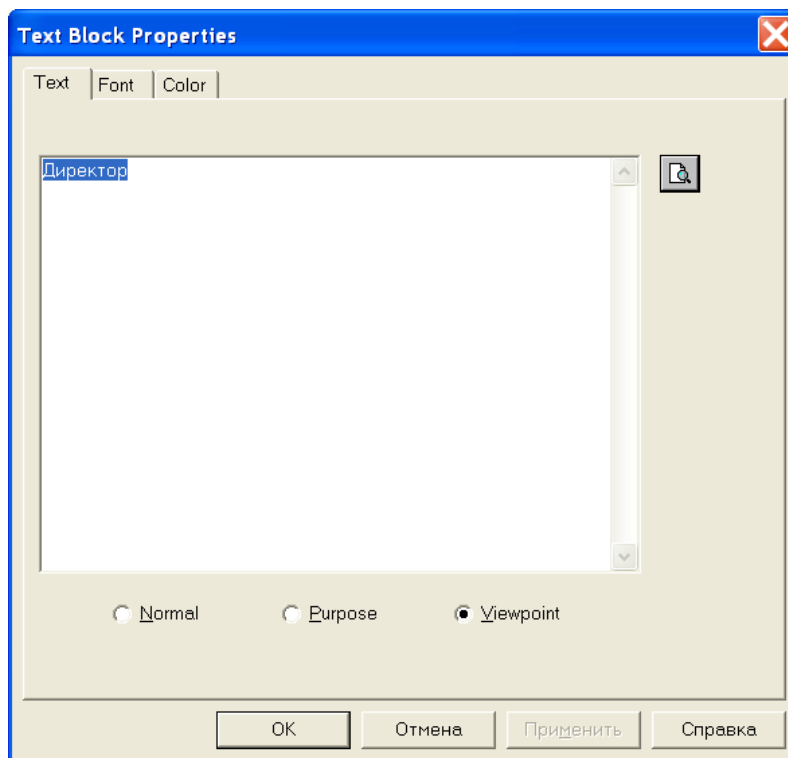 Text Block Properties
Text Font Color
Директор
Normal Purpose Viewpoint
OK Отмена Применить Справка